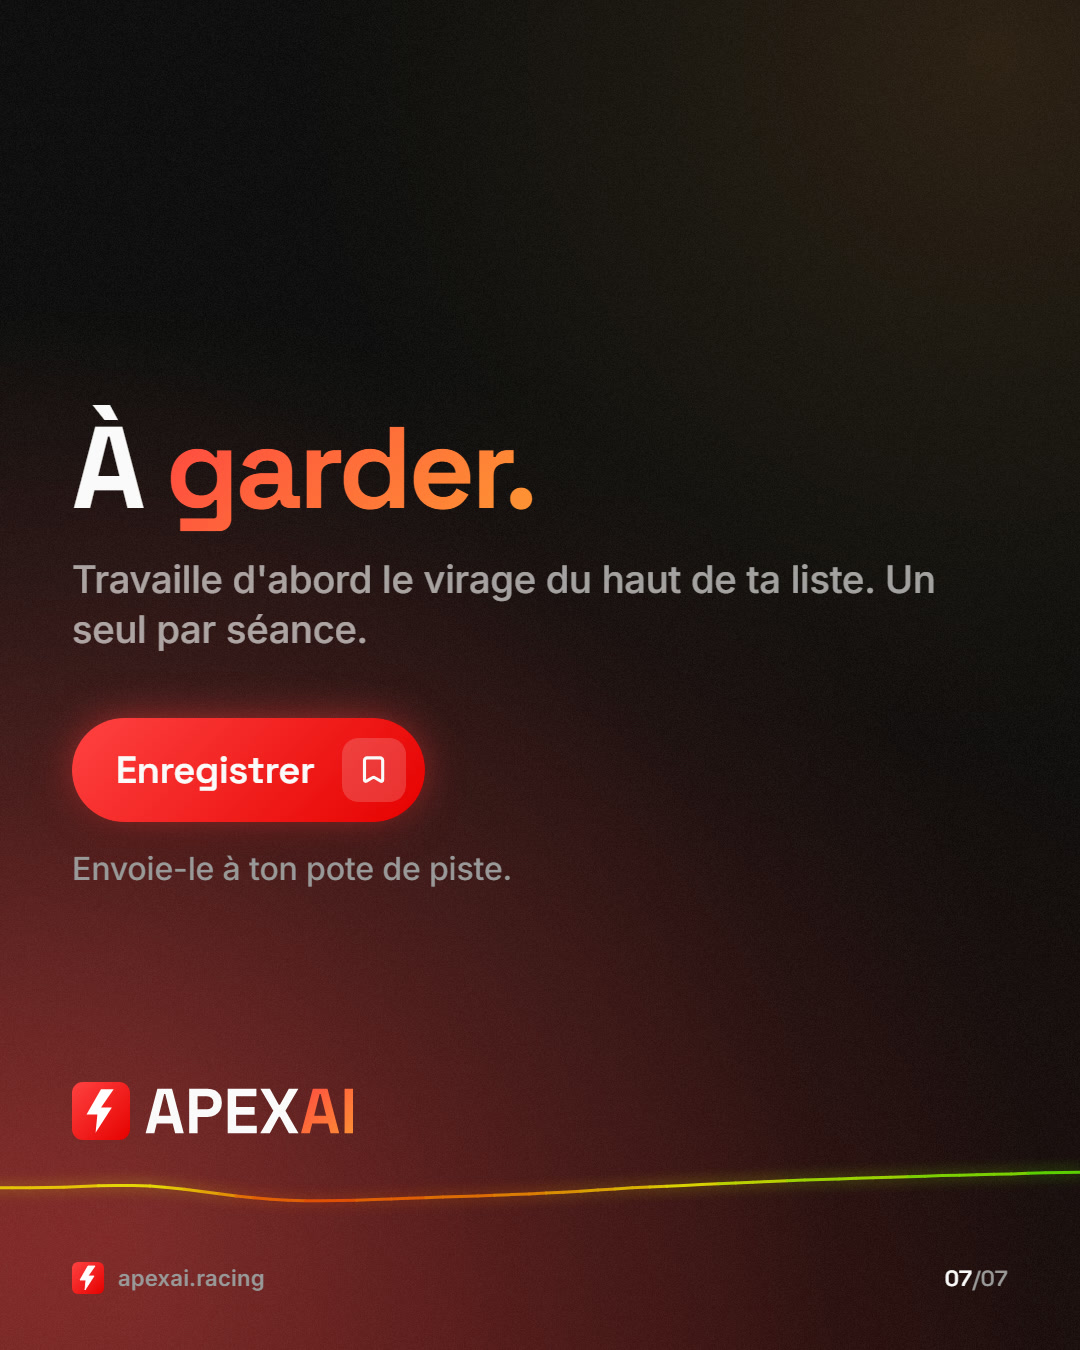 À garder.
Travaille d'abord le virage du haut de ta liste. Un
seul par séance.
Enregistrer
Envoie-le à ton pote de piste.
APEXAI
apexai.racing
07/07